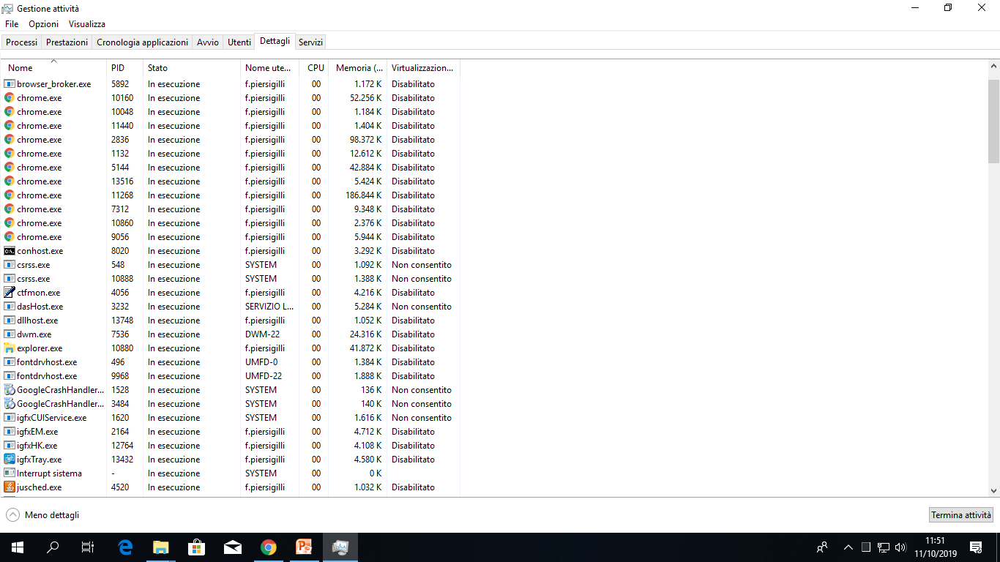 Gestione attività
File Opzioni Visualizza
Processi Prestazioni Cronologia applicazioni Avvio Utenti Dettagli Servizi
Nome PID Stato Nome ute... CPU Memoria (... Virtualizzazion...
browser_broker.exe 5892 In esecuzione f.piersigilli 00 1.172 K Disabilitato
chrome.exe 10160 In esecuzione f.piersigilli 00 52.256 K Disabilitato
chrome.exe 10048 In esecuzione f.piersigilli 00 1.184 K Disabilitato
chrome.exe 11440 In esecuzione f.piersigilli 00 1.404 K Disabilitato
chrome.exe 2836 In esecuzione f.piersigilli 00 98.372 K Disabilitato
chrome.exe 1132 In esecuzione f.piersigilli 00 12.612 K Disabilitato
chrome.exe 5144 In esecuzione f.piersigilli 00 42.884 K Disabilitato
chrome.exe 13516 In esecuzione f.piersigilli 00 5.424 K Disabilitato
chrome.exe 11268 In esecuzione f.piersigilli 00 186.844 K Disabilitato
chrome.exe 7312 In esecuzione f.piersigilli 00 9.348 K Disabilitato
chrome.exe 10860 In esecuzione f.piersigilli 00 2.376 K Disabilitato
chrome.exe 9056 In esecuzione f.piersigilli 00 5.944 K Disabilitato
conhost.exe 8020 In esecuzione f.piersigilli 00 3.292 K Disabilitato
csrss.exe 548 In esecuzione SYSTEM 00 1.092 K Non consentito
csrss.exe 10888 In esecuzione SYSTEM 00 1.388 K Non consentito
ctfmon.exe 4056 In esecuzione f.piersigilli 00 4.216 K Disabilitato
dasHost.exe 3232 In esecuzione SERVIZIO L... 00 5.284 K Non consentito
dllhost.exe 13748 In esecuzione f.piersigilli 00 1.052 K Disabilitato
dwm.exe 7536 In esecuzione DWM-22 00 24.316 K Disabilitato
explorer.exe 10880 In esecuzione f.piersigilli 00 41.872 K Disabilitato
fontdrvhost.exe 496 In esecuzione UMFD-0 00 1.384 K Disabilitato
fontdrvhost.exe 9968 In esecuzione UMFD-22 00 1.888 K Disabilitato
GoogleCrashHandler... 1528 In esecuzione SYSTEM 00 136 K Non consentito
GoogleCrashHandler... 3484 In esecuzione SYSTEM 00 140 K Non consentito
igfxCUIService.exe 1620 In esecuzione SYSTEM 00 1.616 K Non consentito
igfxEM.exe 2164 In esecuzione f.piersigilli 00 4.712 K Disabilitato
igfxHK.exe 12764 In esecuzione f.piersigilli 00 4.108 K Disabilitato
igfxTray.exe 13432 In esecuzione f.piersigilli 00 4.580 K Disabilitato
Interrupt sistema - In esecuzione SYSTEM 00 0 K
jusched.exe 4520 In esecuzione f.piersigilli 00 1.032 K Disabilitato
Meno dettagli Termina attività
11:51
11/10/2019